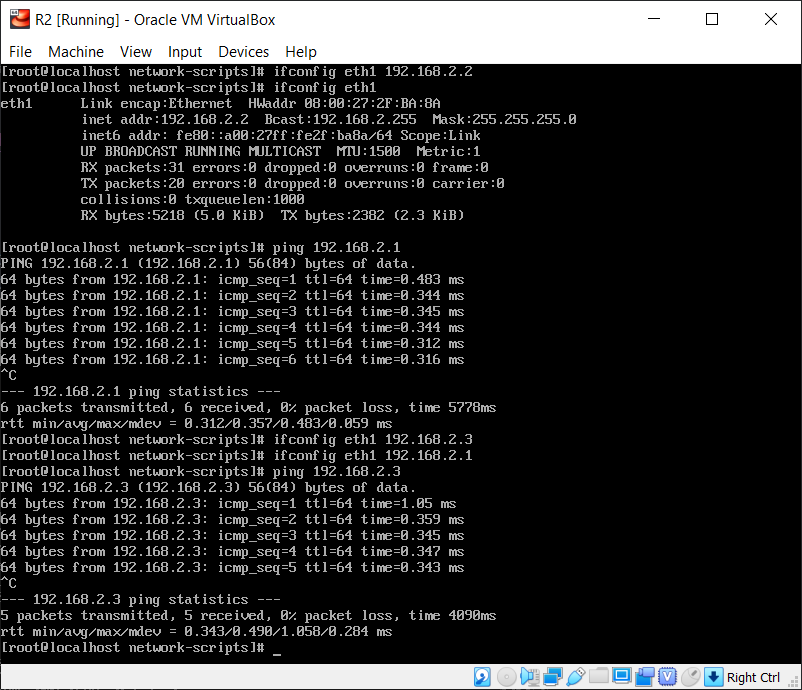 R2 [Running] - Oracle VM VirtualBox
File Machine View Input Devices Help
[root@localhost network-scripts]# ifconfig eth1 192.168.2.2
[root@localhost network-scripts]# ifconfig eth1
eth1 Link encap:Ethernet HWaddr 08:00:27:2F:BA:8A
inet addr:192.168.2.2 Bcast:192.168.2.255 Mask:255.255.255.0
inet6 addr: fe80::a00:27ff:fe2f:ba8a/64 Scope:Link
UP BROADCAST RUNNING MULTICAST MTU:1500 Metric:1
RX packets:31 errors:0 dropped:0 overruns:0 frame:0
TX packets:20 errors:0 dropped:0 overruns:0 carrier:0
collisions:0 txqueuelen:1000
RX bytes:5218 (5.0 KiB) TX bytes:2382 (2.3 KiB)
[root@localhost network-scripts]# ping 192.168.2.1
PING 192.168.2.1 (192.168.2.1) 56(84) bytes of data.
64 bytes from 192.168.2.1: icmp_seq=1 ttl=64 time=0.483 ms
64 bytes from 192.168.2.1: icmp_seq=2 ttl=64 time=0.344 ms
64 bytes from 192.168.2.1: icmp_seq=3 ttl=64 time=0.345 ms
64 bytes from 192.168.2.1: icmp_seq=4 ttl=64 time=0.344 ms
64 bytes from 192.168.2.1: icmp_seq=5 ttl=64 time=0.312 ms
64 bytes from 192.168.2.1: icmp_seq=6 ttl=64 time=0.316 ms
^C
--- 192.168.2.1 ping statistics ---
6 packets transmitted, 6 received, 0% packet loss, time 5778ms
rtt min/avg/max/mdev = 0.312/0.357/0.483/0.059 ms
[root@localhost network-scripts]# ifconfig eth1 192.168.2.3
[root@localhost network-scripts]# ifconfig eth1 192.168.2.1
[root@localhost network-scripts]# ping 192.168.2.3
PING 192.168.2.3 (192.168.2.3) 56(84) bytes of data.
64 bytes from 192.168.2.3: icmp_seq=1 ttl=64 time=1.05 ms
64 bytes from 192.168.2.3: icmp_seq=2 ttl=64 time=0.359 ms
64 bytes from 192.168.2.3: icmp_seq=3 ttl=64 time=0.345 ms
64 bytes from 192.168.2.3: icmp_seq=4 ttl=64 time=0.347 ms
64 bytes from 192.168.2.3: icmp_seq=5 ttl=64 time=0.343 ms
^C
--- 192.168.2.3 ping statistics ---
5 packets transmitted, 5 received, 0% packet loss, time 4090ms
rtt min/avg/max/mdev = 0.343/0.490/1.058/0.284 ms
[root@localhost network-scripts]# _
Right Ctrl